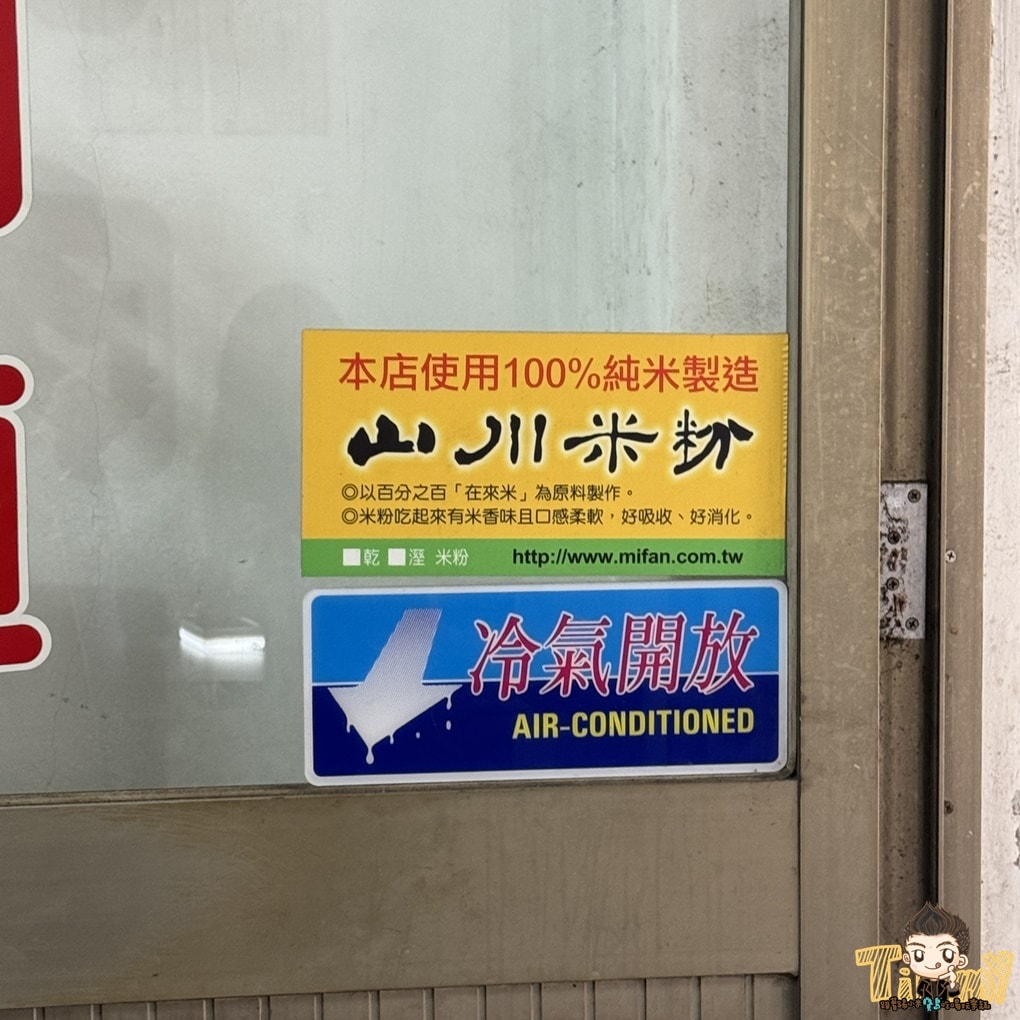 本店使用100%純米製造
山川米粉
◎以百分之百「在來米」為原料製作。
◎米粉吃起來有米香味且口感柔軟，好吸收、好消化。
■乾 ■溼 米粉 http://www.mifan.com.tw
冷氣開放
AIR-CONDITIONED